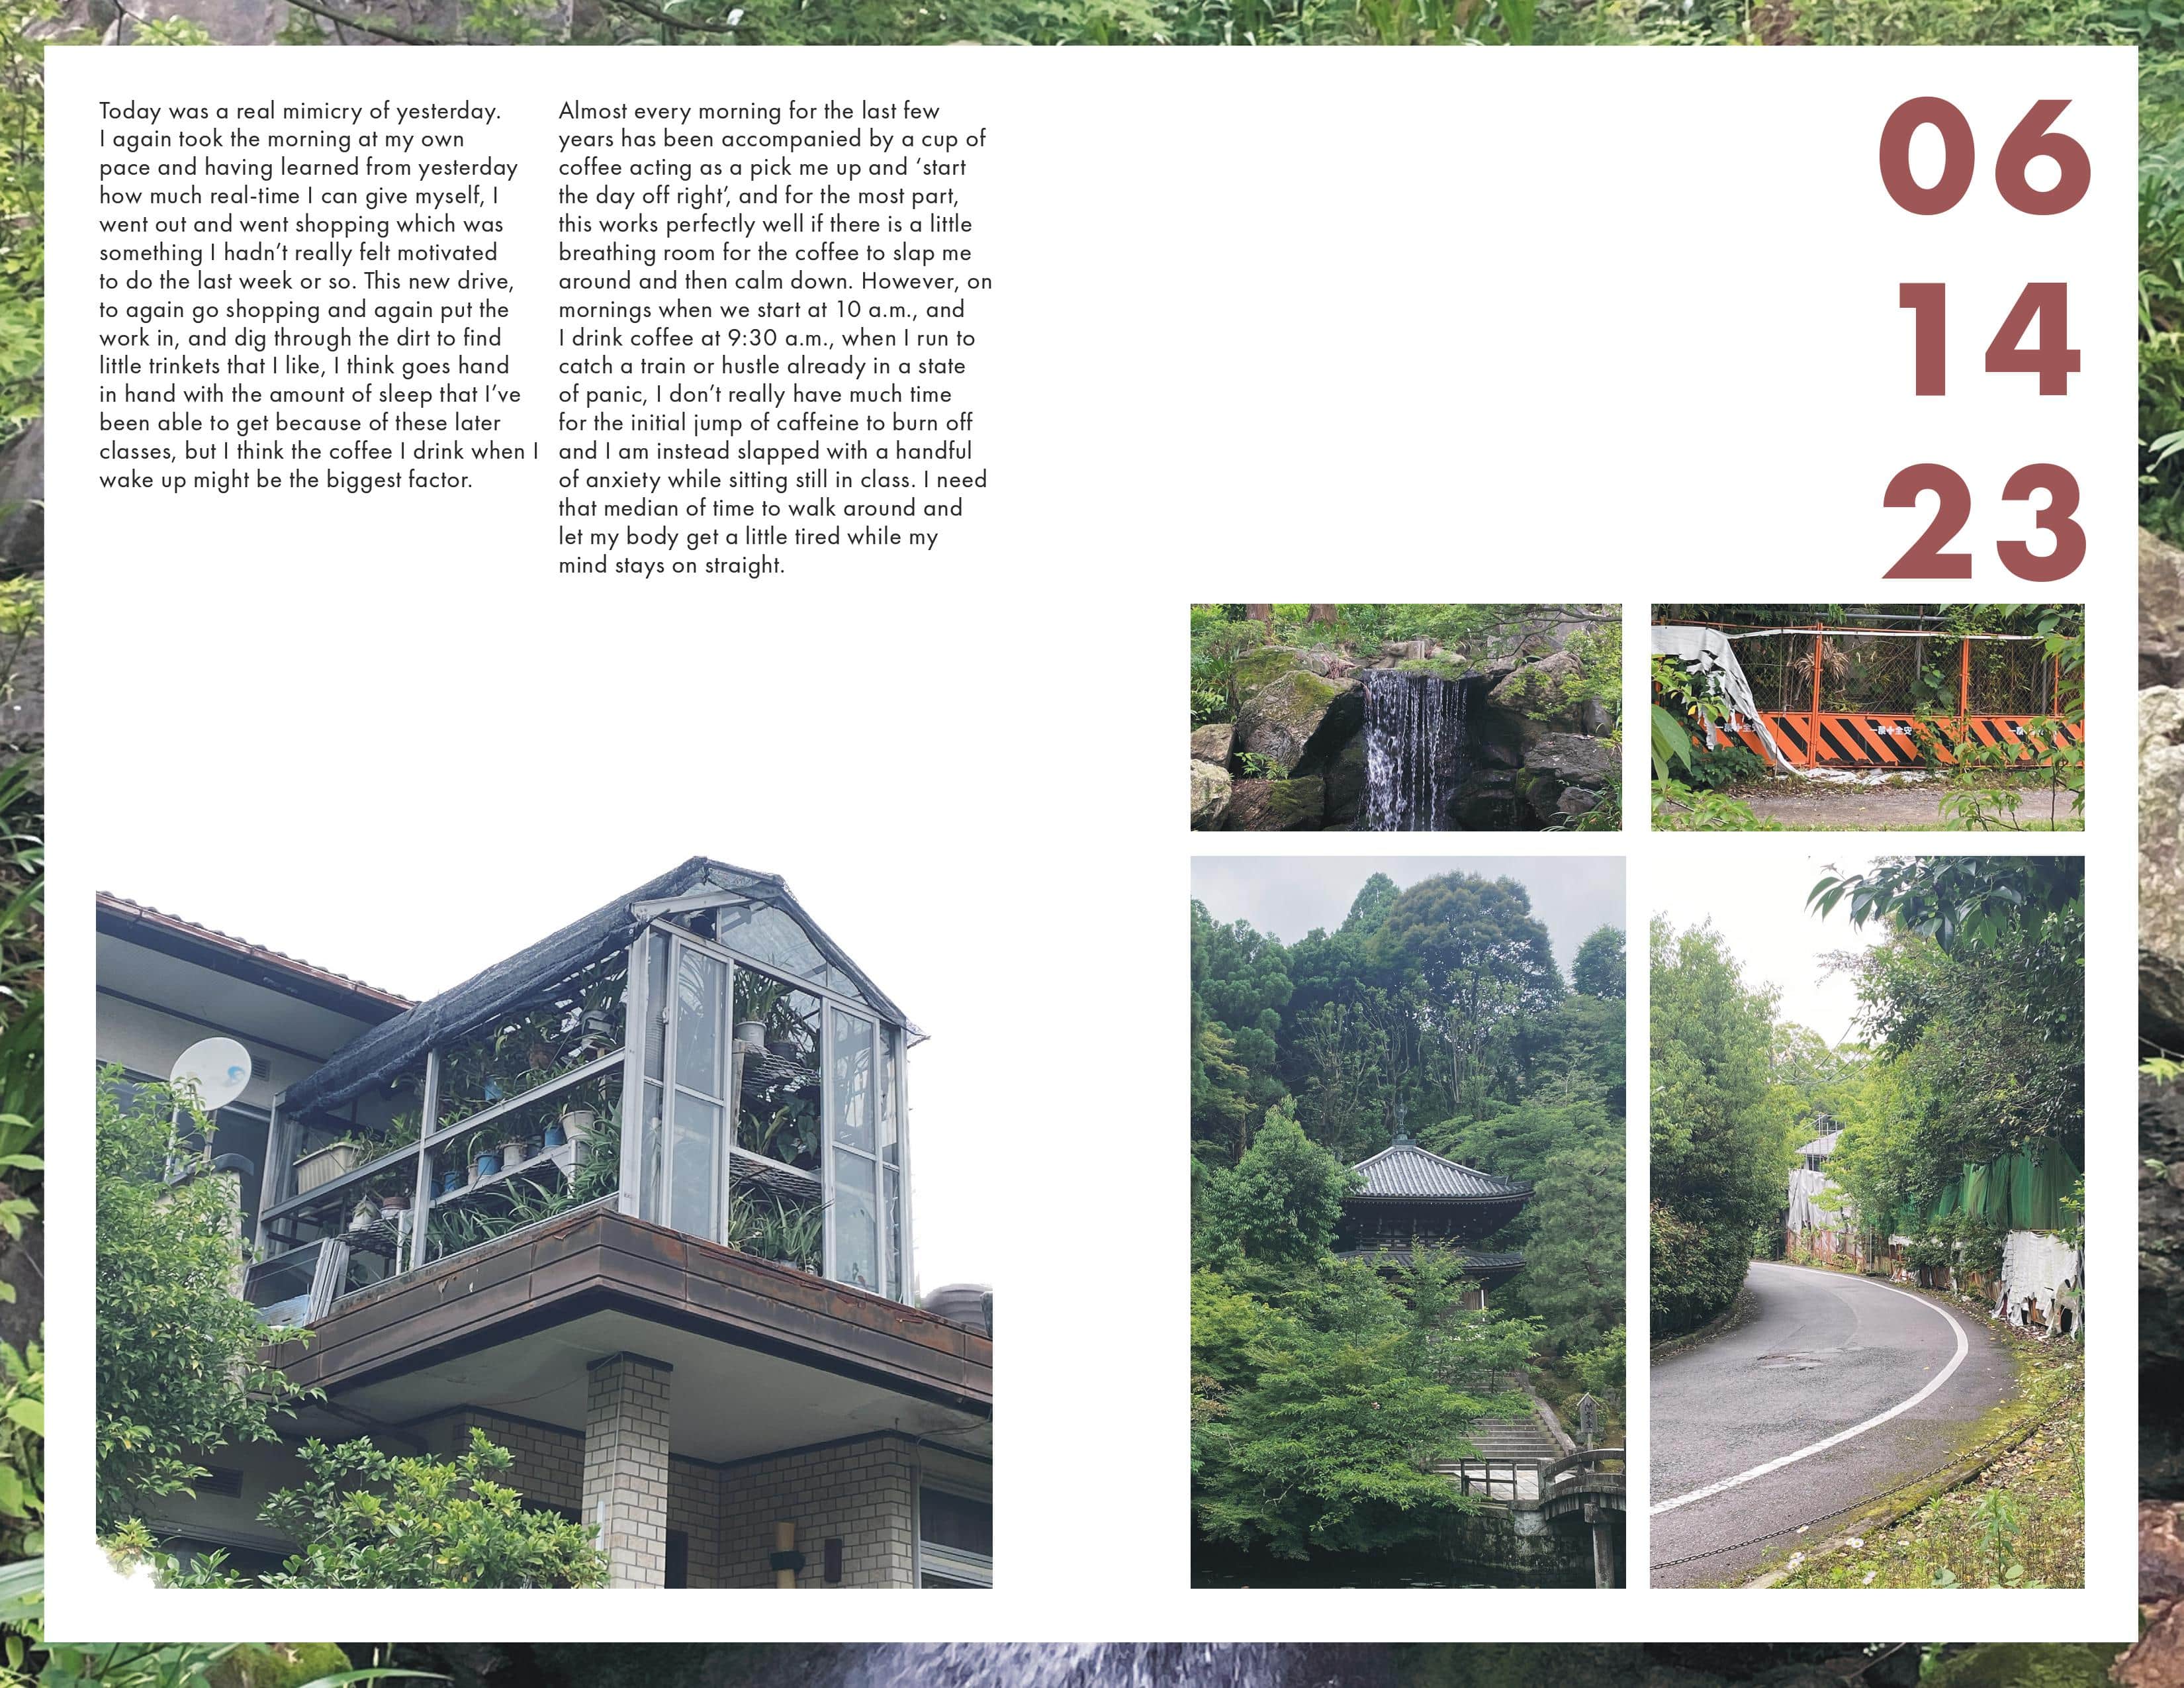 Today was a real mimicry of yesterday.
I again took the morning at my own
pace and having learned from yesterday
how much real-time I can give myself, I
went out and went shopping which was
something I hadn’t really felt motivated
to do the last week or so. This new drive,
to again go shopping and again put the
work in, and dig through the dirt to find
little trinkets that I like, I think goes hand
in hand with the amount of sleep that I’ve
been able to get because of these later
classes, but I think the coffee I drink when I
wake up might be the biggest factor.
Almost every morning for the last few
years has been accompanied by a cup of
coffee acting as a pick me up and ‘start
the day off right’, and for the most part,
this works perfectly well if there is a little
breathing room for the coffee to slap me
around and then calm down. However, on
mornings when we start at 10 a.m., and
I drink coffee at 9:30 a.m., when I run to
catch a train or hustle already in a state
of panic, I don’t really have much time
for the initial jump of caffeine to burn off
and I am instead slapped with a handful
of anxiety while sitting still in class. I need
that median of time to walk around and
let my body get a little tired while my
mind stays on straight.
06
14
23